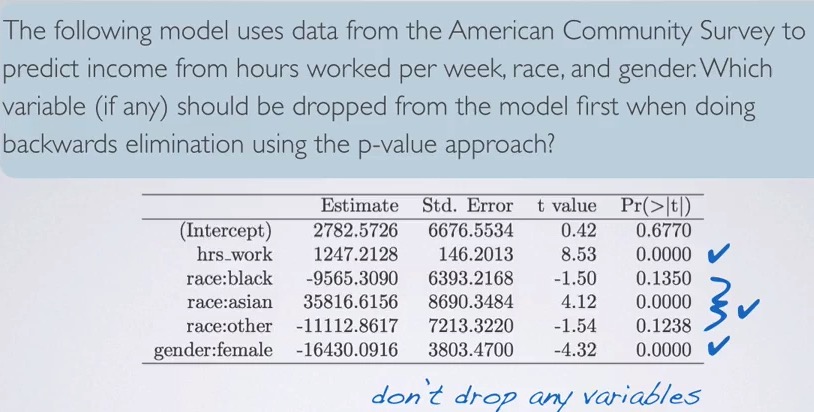 The following model uses data from the American Community Survey to
predict income from hours worked per week, race, and gender. Which
variable (if any) should be dropped from the model first when doing
backwards elimination using the p-value approach?
Estimate Std. Error t value Pr(>|t|)
(Intercept) 2782.5726 6676.5534 0.42 0.6770
hrs_work 1247.2128 146.2013 8.53 0.0000
race:black -9565.3090 6393.2168 -1.50 0.1350
race:asian 35816.6156 8690.3484 4.12 0.0000
race:other -11112.8617 7213.3220 -1.54 0.1238
gender:female -16430.0916 3803.4700 -4.32 0.0000
don't drop any variables